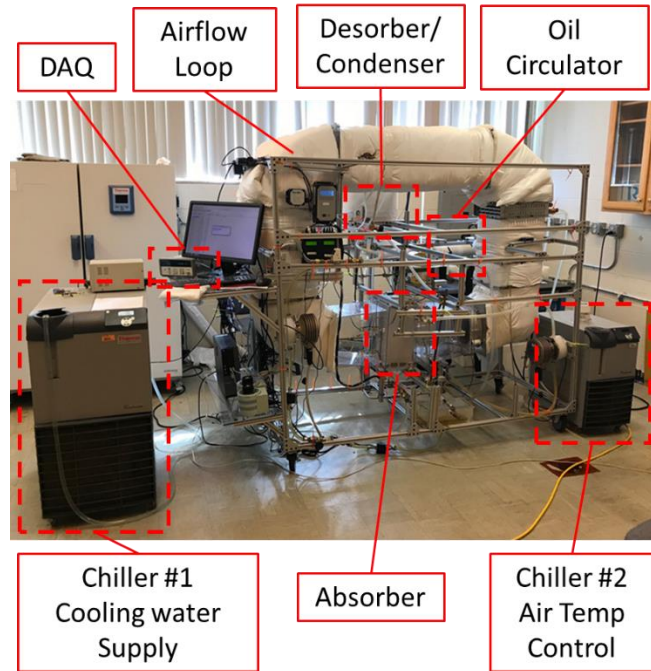 DAQ
Airflow
Loop
Desorber/
Condenser
Oil
Circulator
Chiller #1
Cooling water
Supply
Absorber
Chiller #2
Air Temp
Control